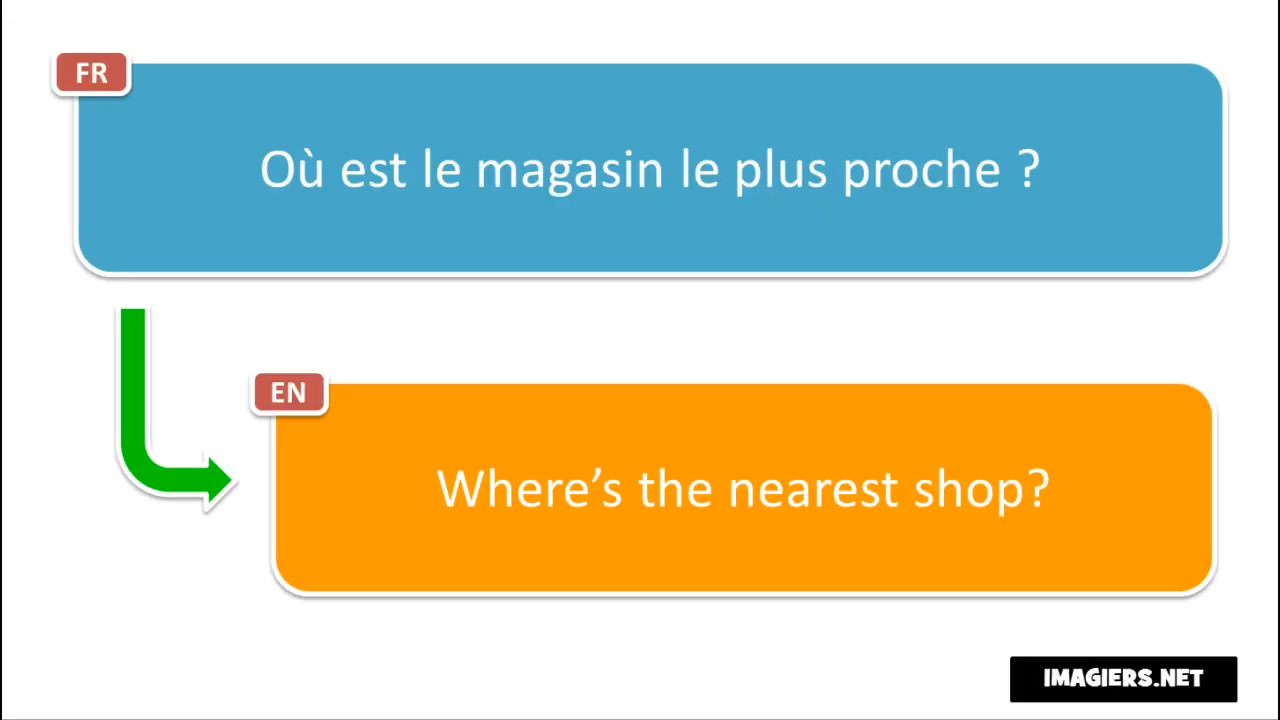 FR
Où est le magasin le plus proche ?
EN
Where’s the nearest shop?
IMAGIERS.NET